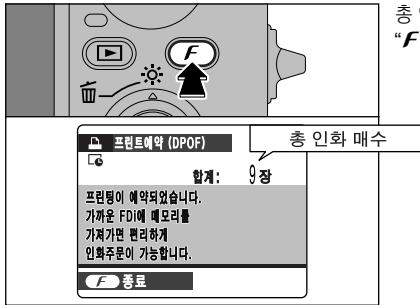 총
"F
F
프린트예약 (DPOF)
총 인화 매수
합계: 9장
프린팅이 예약되었습니다.
가까운 FDi에 메모리를
가져가면 편리하게
인화주문이 가능합니다.
F 종료